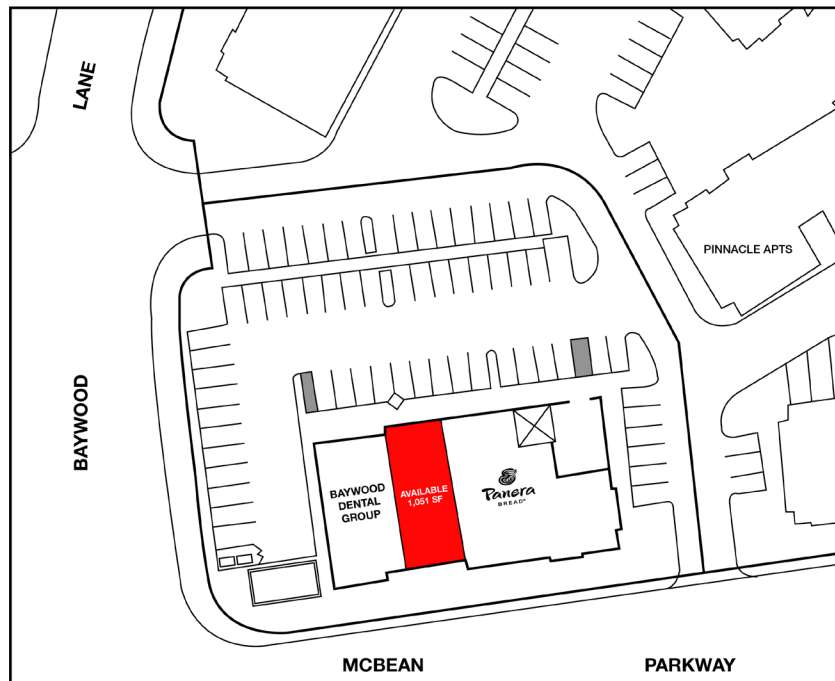 LANE
PINNACLE APTS
BAYWOOD
BAYWOOD
DENTAL
GROUP
AVAILABLE
1,051 SF
Panera
BREAD®
MCBEAN PARKWAY